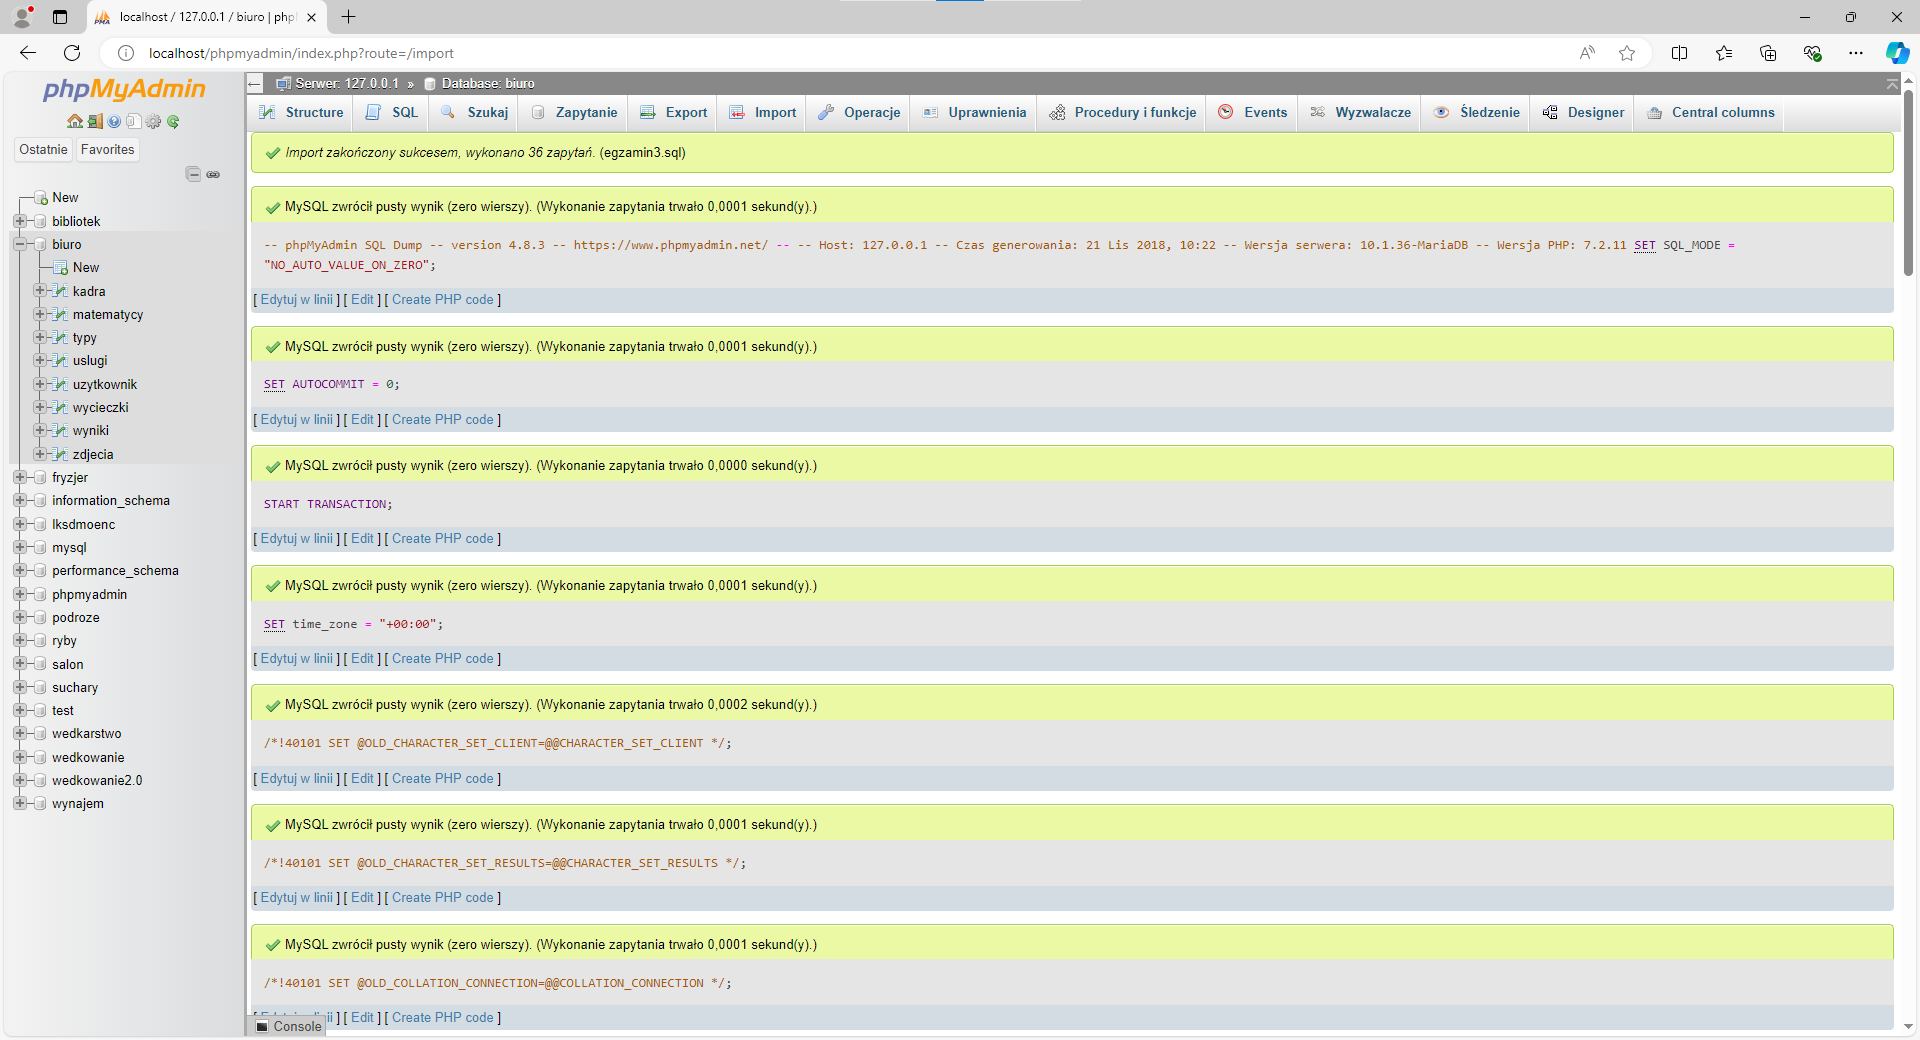 localhost / 127.0.0.1 / biuro | php
localhost/phpmyadmin/index.php?route=/import
phpMyAdmin
Ostatnie Favorites
New
bibliotek
biuro
New
kadra
matematycy
typy
uslugi
uzytkownik
wycieczki
wyniki
zdjecia
fryzjer
information_schema
lksdmoenc
mysql
performance_schema
phpmyadmin
podroze
ryby
salon
suchary
test
wedkarstwo
wedkowanie
wedkowanie2.0
wynajem
Serwer: 127.0.0.1 » Database: biuro
Structure SQL Szukaj Zapytanie Export Import Operacje Uprawnienia Procedury i funkcje Events Wyzwalacze Śledzenie Designer Central columns
Import zakończony sukcesem, wykonano 36 zapytań. (egzamin3.sql)
MySQL zwrócił pusty wynik (zero wierszy). (Wykonanie zapytania trwało 0,0001 sekund(y).)
-- phpMyAdmin SQL Dump -- version 4.8.3 -- https://www.phpmyadmin.net/ -- -- Host: 127.0.0.1 -- Czas generowania: 21 Lis 2018, 10:22 -- Wersja serwera: 10.1.36-MariaDB -- Wersja PHP: 7.2.11 SET SQL_MODE =
"NO_AUTO_VALUE_ON_ZERO";
[ Edytuj w linii ] [ Edit ] [ Create PHP code ]
MySQL zwrócił pusty wynik (zero wierszy). (Wykonanie zapytania trwało 0,0001 sekund(y).)
SET AUTOCOMMIT = 0;
[ Edytuj w linii ] [ Edit ] [ Create PHP code ]
MySQL zwrócił pusty wynik (zero wierszy). (Wykonanie zapytania trwało 0,0000 sekund(y).)
START TRANSACTION;
[ Edytuj w linii ] [ Edit ] [ Create PHP code ]
MySQL zwrócił pusty wynik (zero wierszy). (Wykonanie zapytania trwało 0,0001 sekund(y).)
SET time_zone = "+00:00";
[ Edytuj w linii ] [ Edit ] [ Create PHP code ]
MySQL zwrócił pusty wynik (zero wierszy). (Wykonanie zapytania trwało 0,0002 sekund(y).)
/*!40101 SET @OLD_CHARACTER_SET_CLIENT=@@CHARACTER_SET_CLIENT */;
[ Edytuj w linii ] [ Edit ] [ Create PHP code ]
MySQL zwrócił pusty wynik (zero wierszy). (Wykonanie zapytania trwało 0,0001 sekund(y).)
/*!40101 SET @OLD_CHARACTER_SET_RESULTS=@@CHARACTER_SET_RESULTS */;
[ Edytuj w linii ] [ Edit ] [ Create PHP code ]
MySQL zwrócił pusty wynik (zero wierszy). (Wykonanie zapytania trwało 0,0001 sekund(y).)
/*!40101 SET @OLD_COLLATION_CONNECTION=@@COLLATION_CONNECTION */;
] [ Edit ] [ Create PHP code ]
Console